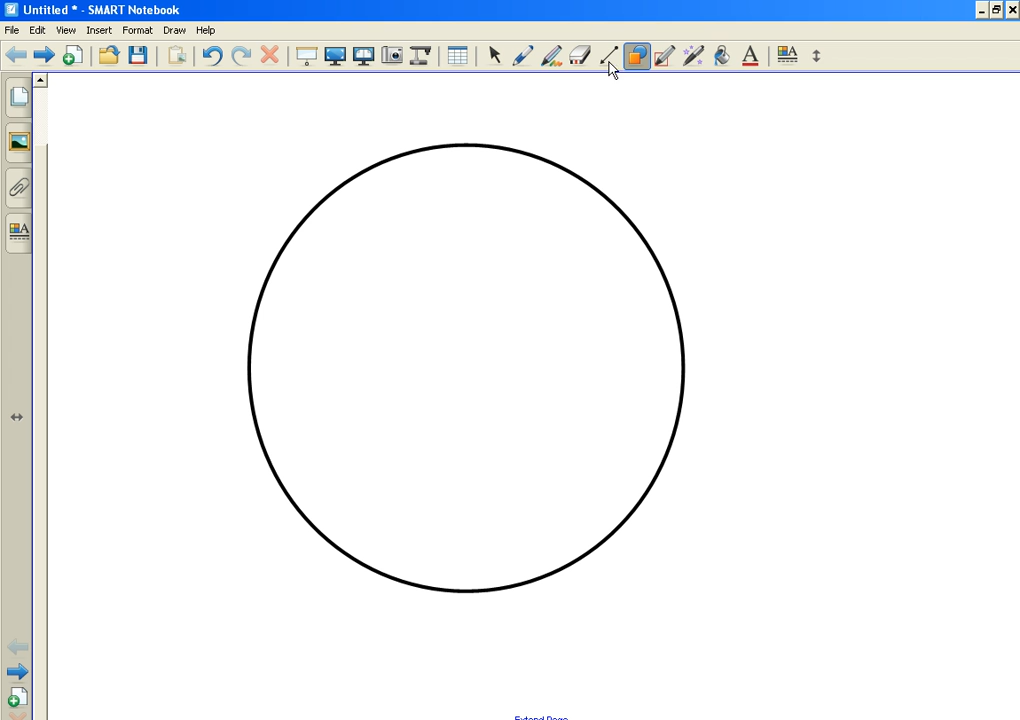 Untitled * - SMART Notebook
File Edit View Insert Format Draw Help
Extend Page